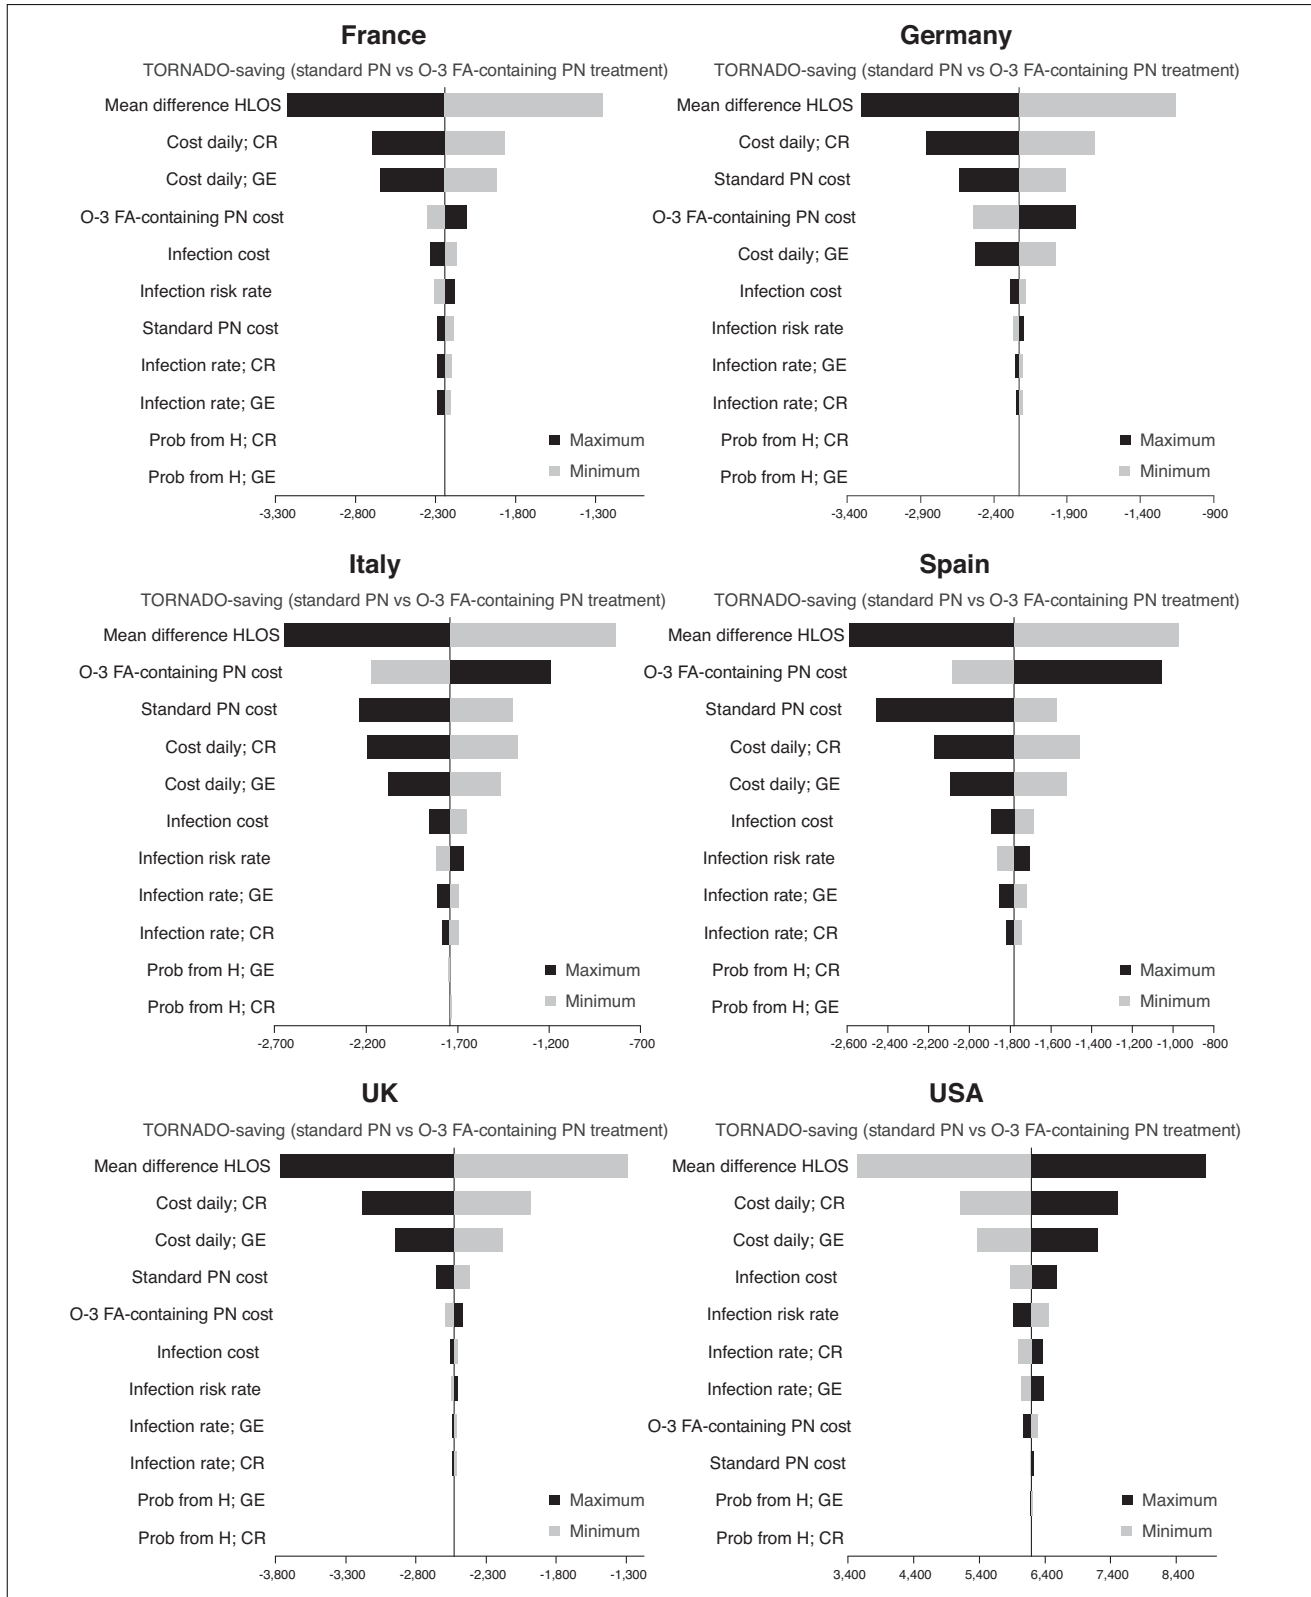 France
TORNADO-saving (standard PN vs O-3 FA-containing PN treatment)
Mean difference HLOS
Cost daily; CR
Cost daily; GE
O-3 FA-containing PN cost
Infection cost
Infection risk rate
Standard PN cost
Infection rate; CR
Infection rate; GE
Prob from H; CR
Prob from H; GE
Maximum
Minimum
-3,300 -2,800 -2,300 -1,800 -1,300
Germany
TORNADO-saving (standard PN vs O-3 FA-containing PN treatment)
Mean difference HLOS
Cost daily; CR
Standard PN cost
O-3 FA-containing PN cost
Cost daily; GE
Infection cost
Infection risk rate
Infection rate; GE
Infection rate; CR
Prob from H; CR
Prob from H; GE
Maximum
Minimum
-3,400 -2,900 -2,400 -1,900 -1,400 -900
Italy
TORNADO-saving (standard PN vs O-3 FA-containing PN treatment)
Mean difference HLOS
O-3 FA-containing PN cost
Standard PN cost
Cost daily; CR
Cost daily; GE
Infection cost
Infection risk rate
Infection rate; GE
Infection rate; CR
Prob from H; GE
Prob from H; CR
Maximum
Minimum
-2,700 -2,200 -1,700 -1,200 -700
Spain
TORNADO-saving (standard PN vs O-3 FA-containing PN treatment)
Mean difference HLOS
O-3 FA-containing PN cost
Standard PN cost
Cost daily; CR
Cost daily; GE
Infection cost
Infection risk rate
Infection rate; GE
Infection rate; CR
Prob from H; CR
Prob from H; GE
Maximum
Minimum
-2,600 -2,400 -2,200 -2,000 -1,800 -1,600 -1,400 -1,200 -1,000 -800
UK
TORNADO-saving (standard PN vs O-3 FA-containing PN treatment)
Mean difference HLOS
Cost daily; CR
Cost daily; GE
Standard PN cost
O-3 FA-containing PN cost
Infection cost
Infection risk rate
Infection rate; GE
Infection rate; CR
Prob from H; GE
Prob from H; CR
Maximum
Minimum
-3,800 -3,300 -2,800 -2,300 -1,800 -1,300
USA
TORNADO-saving (standard PN vs O-3 FA-containing PN treatment)
Mean difference HLOS
Cost daily; CR
Cost daily; GE
Infection cost
Infection risk rate
Infection rate; CR
Infection rate; GE
O-3 FA-containing PN cost
Standard PN cost
Prob from H; GE
Prob from H; CR
Maximum
Minimum
3,400 4,400 5,400 6,400 7,400 8,400